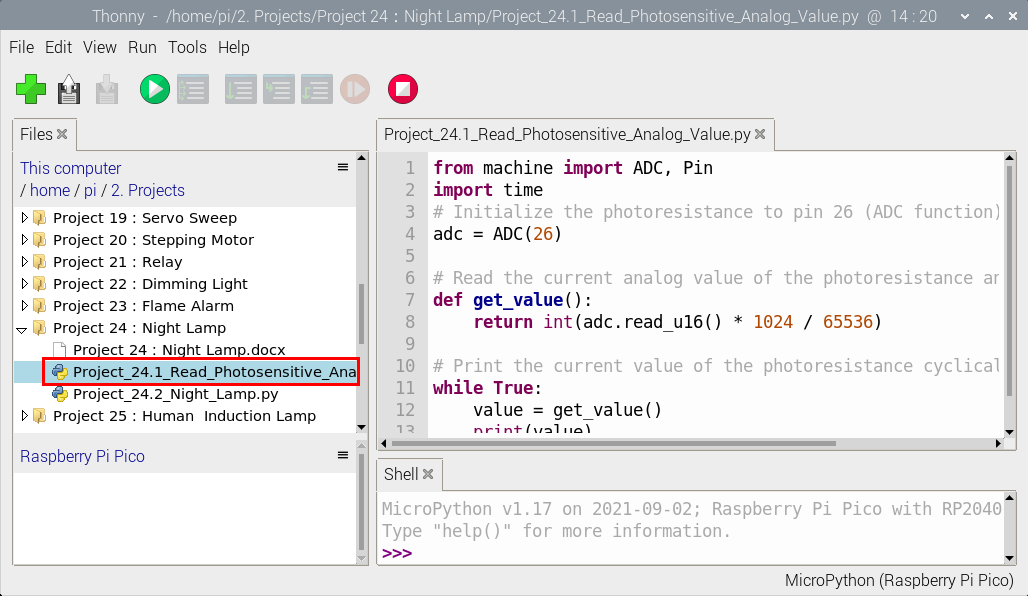 Thonny - /home/pi/2. Projects/Project 24 : Night Lamp/Project_24.1_Read_Photosensitive_Analog_Value.py @ 14 : 20
File Edit View Run Tools Help
Files
This computer
/ home / pi / 2. Projects
Project 19 : Servo Sweep
Project 20 : Stepping Motor
Project 21 : Relay
Project 22 : Dimming Light
Project 23 : Flame Alarm
Project 24 : Night Lamp
Project 24 : Night Lamp.docx
Project_24.1_Read_Photosensitive_Ana
Project_24.2_Night_Lamp.py
Project 25 : Human Induction Lamp
Raspberry Pi Pico
Project_24.1_Read_Photosensitive_Analog_Value.py
1 from machine import ADC, Pin
2 import time
3 # Initialize the photoresistance to pin 26 (ADC function)
4 adc = ADC(26)
5
6 # Read the current analog value of the photoresistance an
7 def get_value():
8 return int(adc.read_u16() * 1024 / 65536)
9
10 # Print the current value of the photoresistance cyclical
11 while True:
12 value = get_value()
13 print(value)
Shell
MicroPython v1.17 on 2021-09-02; Raspberry Pi Pico with RP2040
Type "help()" for more information.
>>>
MicroPython (Raspberry Pi Pico)